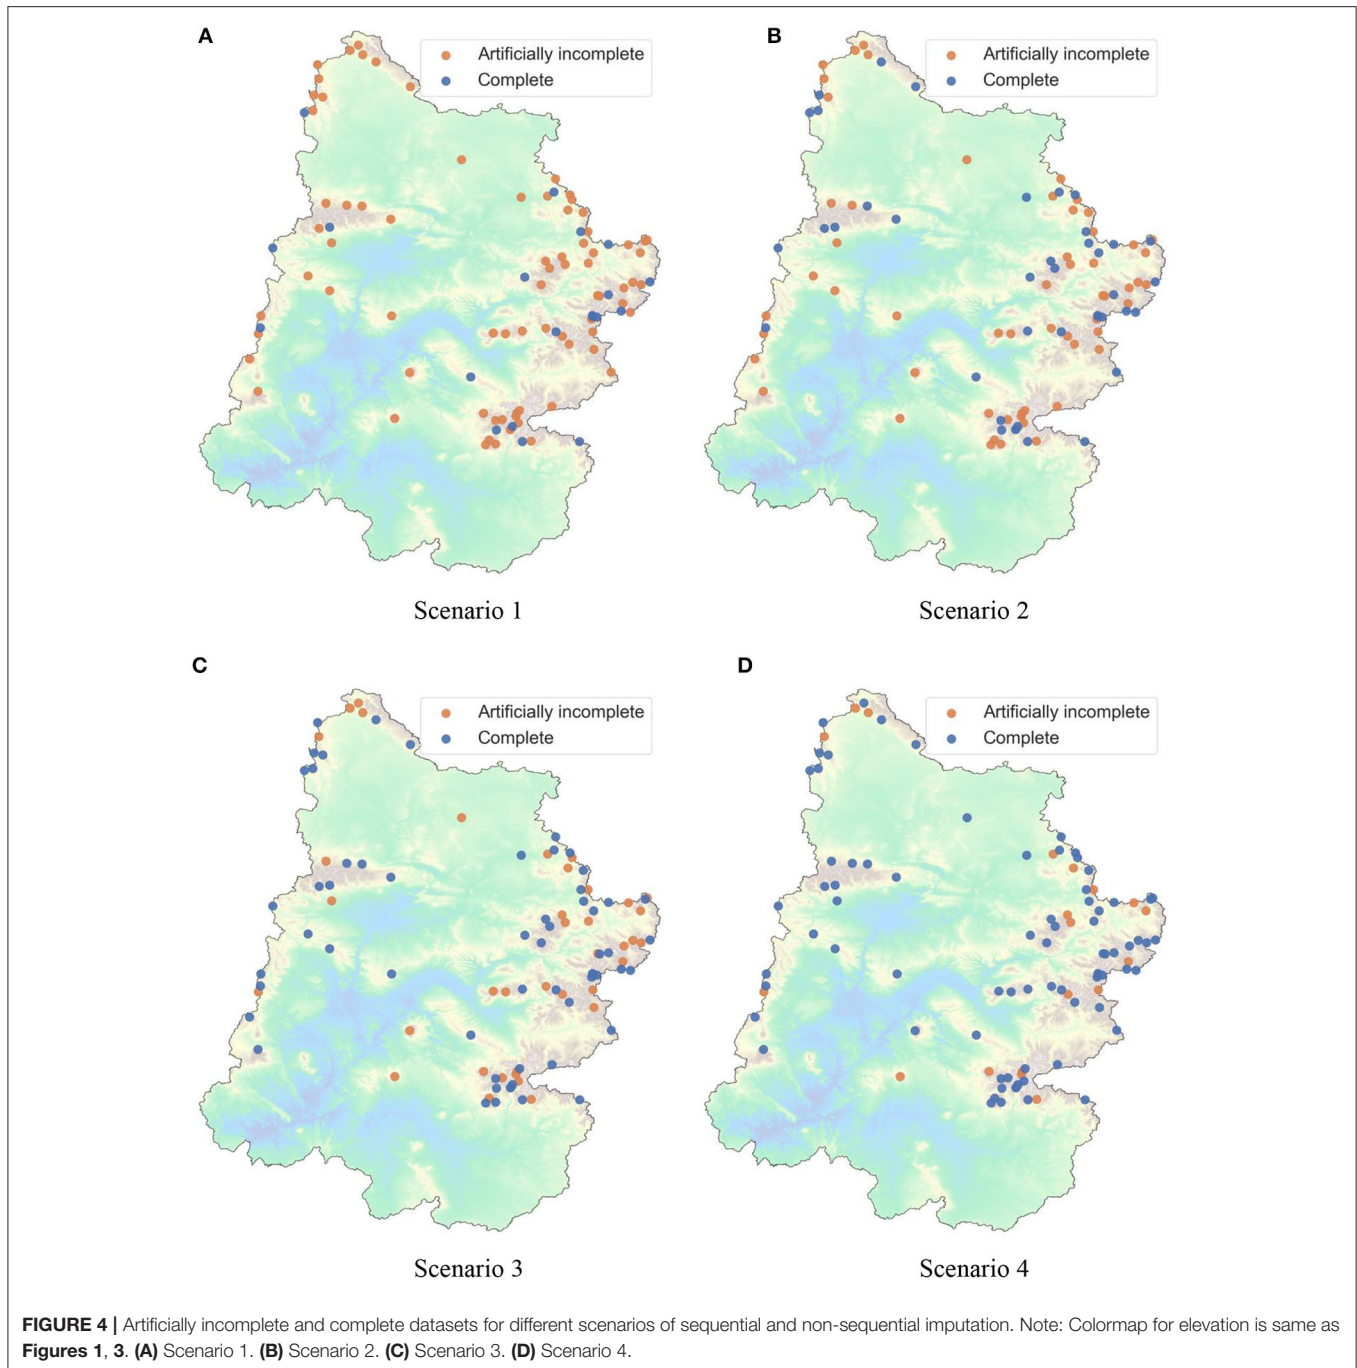 A
Artificially incomplete
Complete
Scenario 1
B
Artificially incomplete
Complete
Scenario 2
C
Artificially incomplete
Complete
Scenario 3
D
Artificially incomplete
Complete
Scenario 4
FIGURE 4 | Artificially incomplete and complete datasets for different scenarios of sequential and non-sequential imputation. Note: Colormap for elevation is same as
Figures 1, 3. (A) Scenario 1. (B) Scenario 2. (C) Scenario 3. (D) Scenario 4.